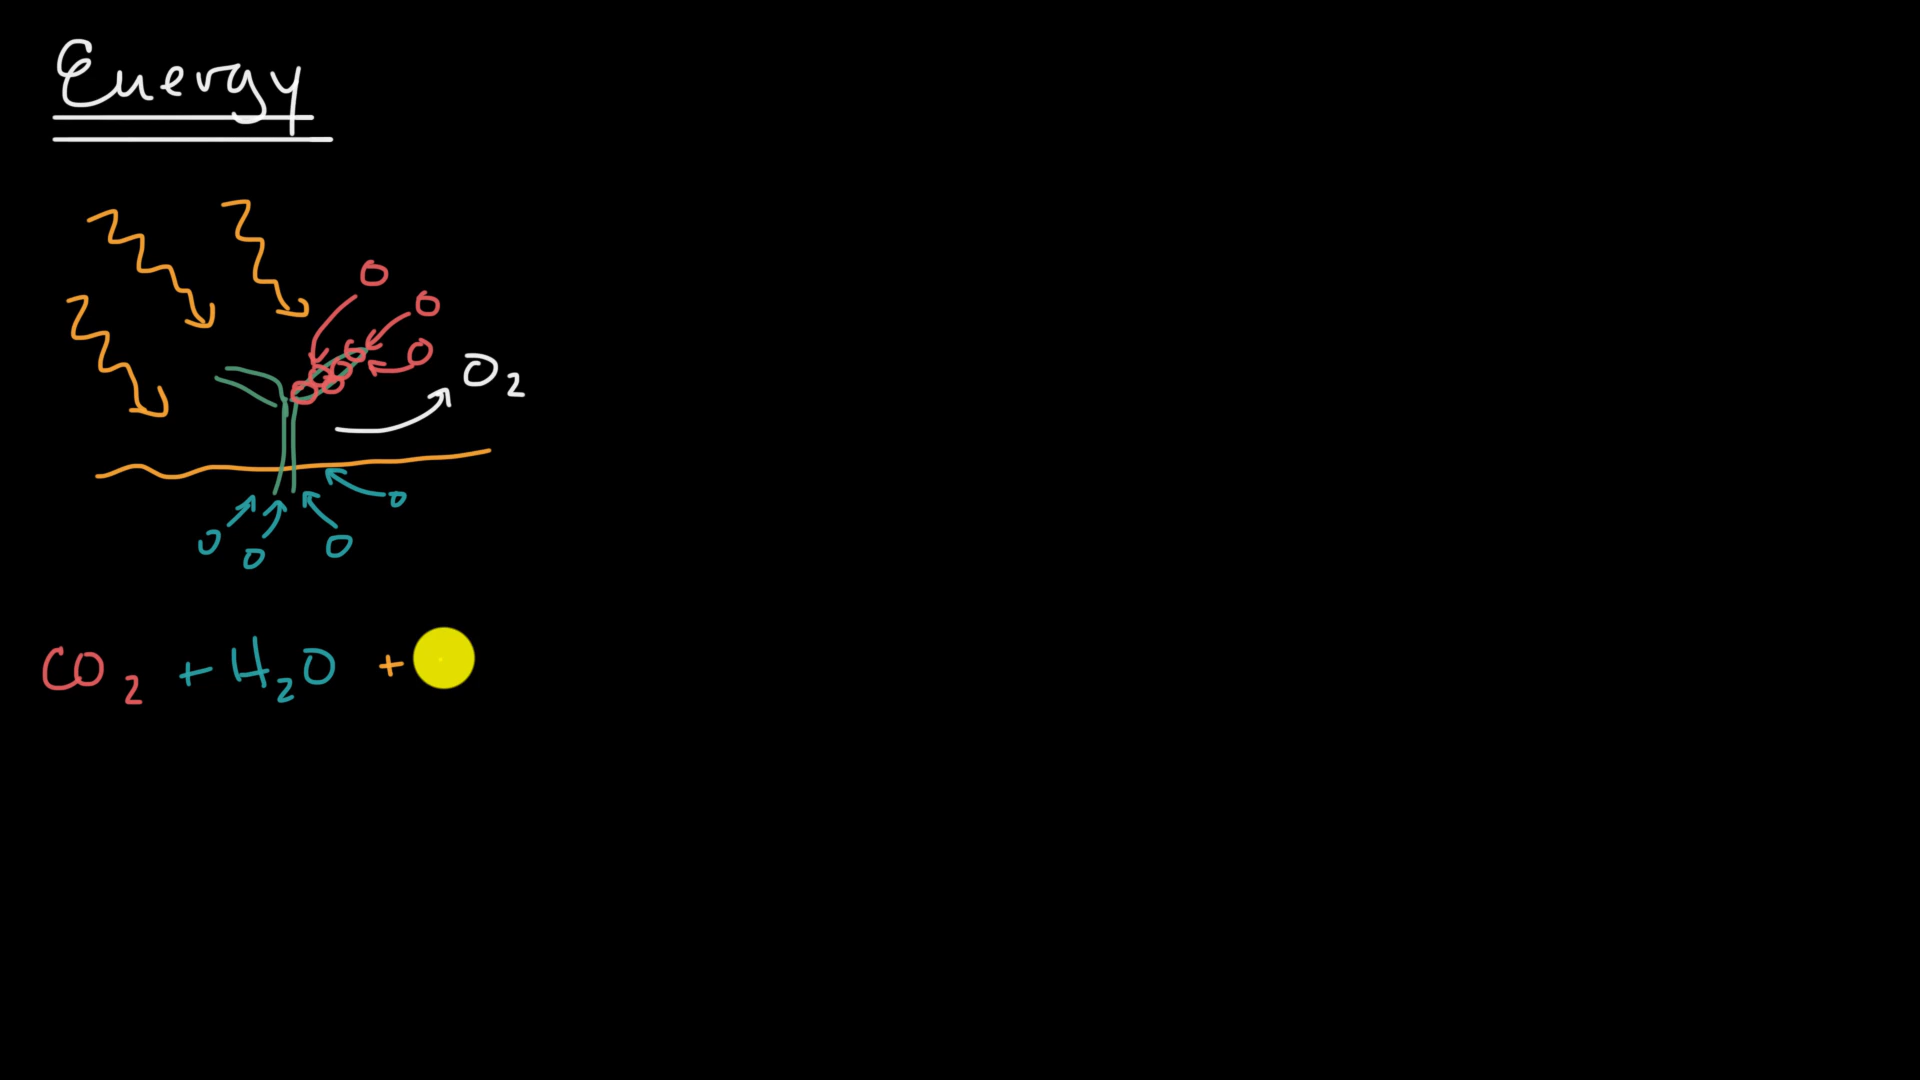 Energy
O₂
CO₂ + H₂O +